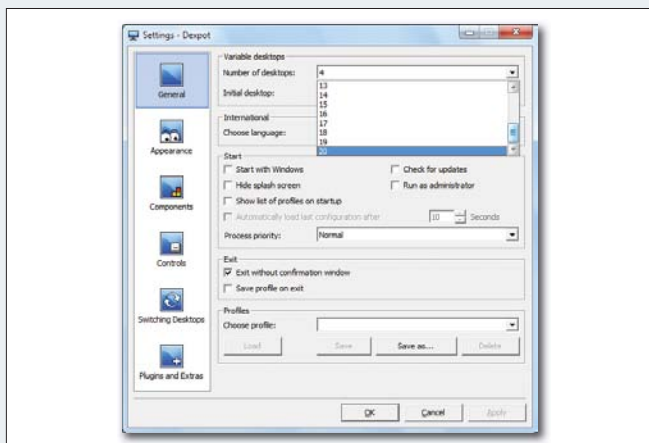 Settings - Dexpot
General
Appearance
Components
Controls
Switching Desktops
Plugins and Extras
Variable desktops
Number of desktops: 4
13
14
15
16
17
18
19
20
Initial desktop:
International
Choose language:
Start
Start with Windows
Check for updates
Hide splash screen
Run as administrator
Show list of profiles on startup
Automatically load last configuration after 10 Seconds
Process priority: Normal
Exit
Exit without confirmation window
Save profile on exit
Profiles
Choose profile:
Load Save Save as... Delete
OK Cancel Apply